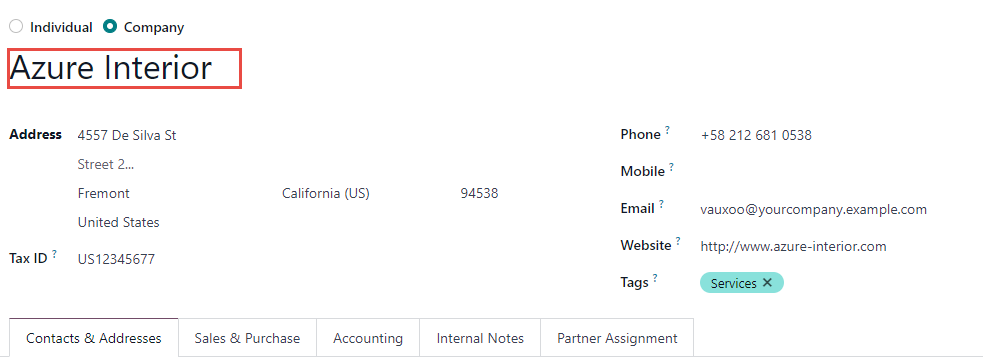 Individual Company
Azure Interior
Address 4557 De Silva St
Street 2...
Fremont California (US) 94538
United States
Tax ID ? US12345677
Phone ? +58 212 681 0538
Mobile ?
Email ? vauxoo@yourcompany.example.com
Website ? http://www.azure-interior.com
Tags ? Services ✕
Contacts & Addresses Sales & Purchase Accounting Internal Notes Partner Assignment